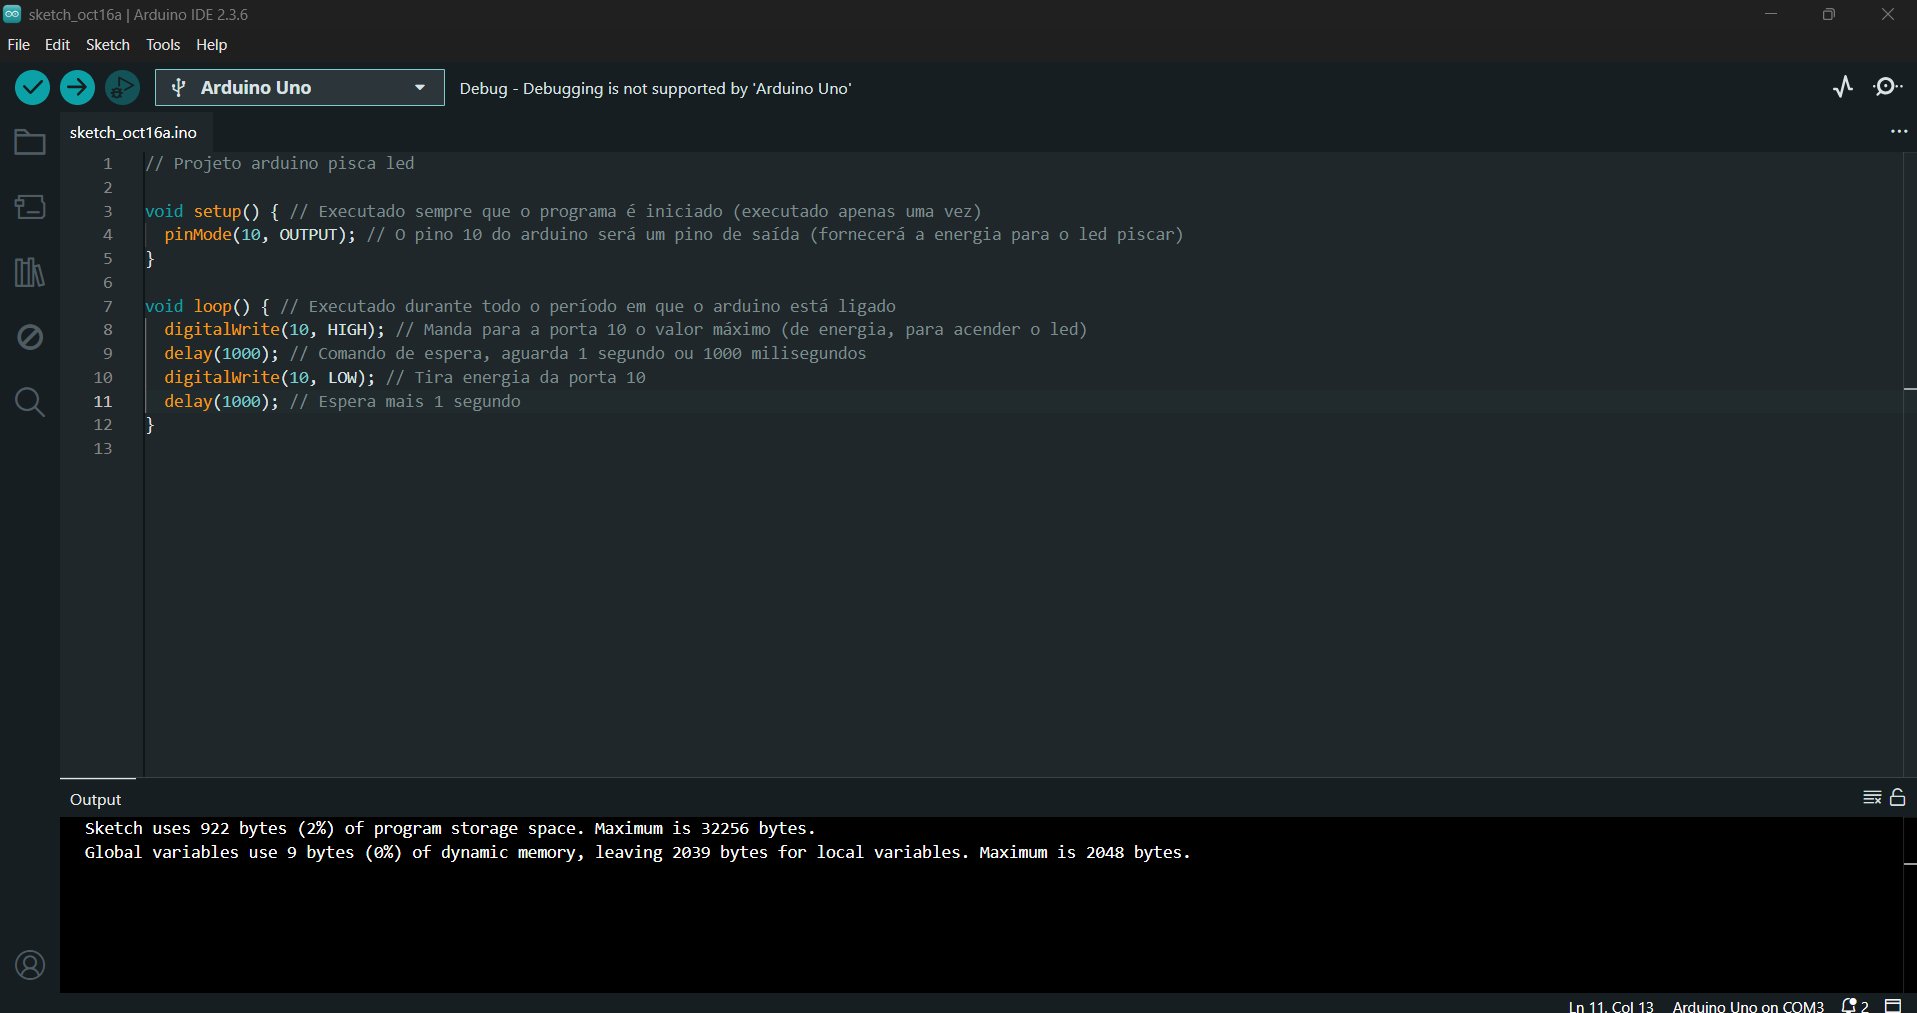 sketch_oct16a | Arduino IDE 2.3.6
File Edit Sketch Tools Help
Arduino Uno
Debug - Debugging is not supported by 'Arduino Uno'
sketch_oct16a.ino
1 // Projeto arduino pisca led
2
3 void setup() { // Executado sempre que o programa é iniciado (executado apenas uma vez)
4 pinMode(10, OUTPUT); // O pino 10 do arduino será um pino de saída (fornecerá a energia para o led piscar)
5 }
6
7 void loop() { // Executado durante todo o período em que o arduino está ligado
8 digitalWrite(10, HIGH); // Manda para a porta 10 o valor máximo (de energia, para acender o led)
9 delay(1000); // Comando de espera, aguarda 1 segundo ou 1000 milisegundos
10 digitalWrite(10, LOW); // Tira energia da porta 10
11 delay(1000); // Espera mais 1 segundo
12 }
13
Output
Sketch uses 922 bytes (2%) of program storage space. Maximum is 32256 bytes.
Global variables use 9 bytes (0%) of dynamic memory, leaving 2039 bytes for local variables. Maximum is 2048 bytes.
Ln 11, Col 13 Arduino Uno on COM3 2